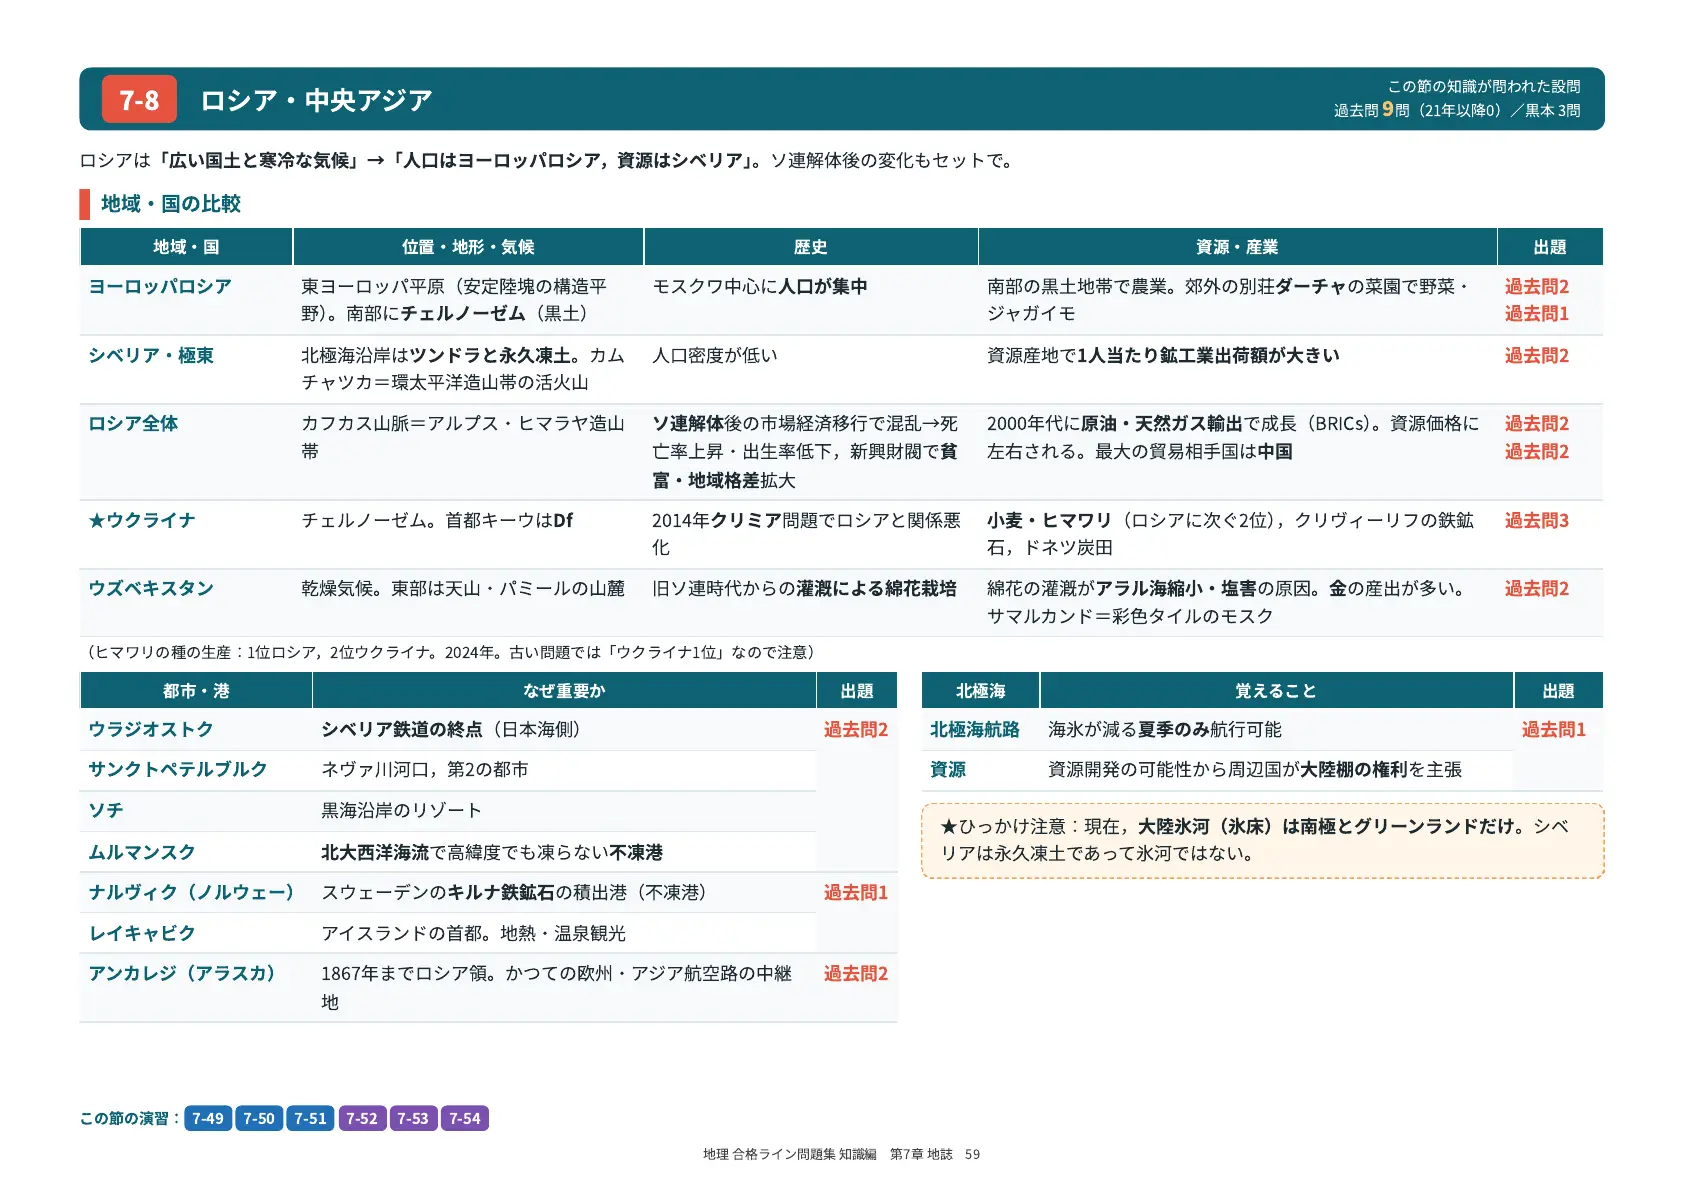 7-8 ロシア・中央アジア
この節の知識が問われた設問
過去問 9問（21年以降0）／黒本 3問
ロシアは「広い国土と寒冷な気候」→「人口はヨーロッパロシア，資源はシベリア」。ソ連解体後の変化もセットで。
地域・国の比較
地域・国 位置・地形・気候 歴史 資源・産業 出題
ヨーロッパロシア 東ヨーロッパ平原（安定陸塊の構造平 モスクワ中心に人口が集中 南部の黒土地帯で農業。郊外の別荘ダーチャの菜園で野菜・ 過去問2
野）。南部にチェルノーゼム（黒土） ジャガイモ 過去問1
シベリア・極東 北極海沿岸はツンドラと永久凍土。カム 人口密度が低い 資源産地で1人当たり鉱工業出荷額が大きい 過去問2
チャツカ＝環太平洋造山帯の活火山
ロシア全体 カフカス山脈＝アルプス・ヒマラヤ造山 ソ連解体後の市場経済移行で混乱→死 2000年代に原油・天然ガス輸出で成長（BRICs）。資源価格に 過去問2
帯 亡率上昇・出生率低下，新興財閥で貧 左右される。最大の貿易相手国は中国 過去問2
富・地域格差拡大
★ウクライナ チェルノーゼム。首都キーウはDf 2014年クリミア問題でロシアと関係悪 小麦・ヒマワリ（ロシアに次ぐ2位），クリヴィーリフの鉄鉱 過去問3
化 石，ドネツ炭田
ウズベキスタン 乾燥気候。東部は天山・パミールの山麓 旧ソ連時代からの灌漑による綿花栽培 綿花の灌漑がアラル海縮小・塩害の原因。金の産出が多い。 過去問2
サマルカンド＝彩色タイルのモスク
（ヒマワリの種の生産：1位ロシア，2位ウクライナ。2024年。古い問題では「ウクライナ1位」なので注意）
都市・港 なぜ重要か 出題
ウラジオストク シベリア鉄道の終点（日本海側） 過去問2
サンクトペテルブルク ネヴァ川河口，第2の都市
ソチ 黒海沿岸のリゾート
ムルマンスク 北大西洋海流で高緯度でも凍らない不凍港
ナルヴィク（ノルウェー） スウェーデンのキルナ鉄鉱石の積出港（不凍港） 過去問1
レイキャビク アイスランドの首都。地熱・温泉観光
アンカレジ（アラスカ） 1867年までロシア領。かつての欧州・アジア航空路の中継 過去問2
地
北極海 覚えること 出題
北極海航路 海氷が減る夏季のみ航行可能 過去問1
資源 資源開発の可能性から周辺国が大陸棚の権利を主張
★ひっかけ注意：現在，大陸氷河（氷床）は南極とグリーンランドだけ。シベ
リアは永久凍土であって氷河ではない。
この節の演習： 7-49 7-50 7-51 7-52 7-53 7-54
地理 合格ライン問題集 知識編 第7章 地誌 59